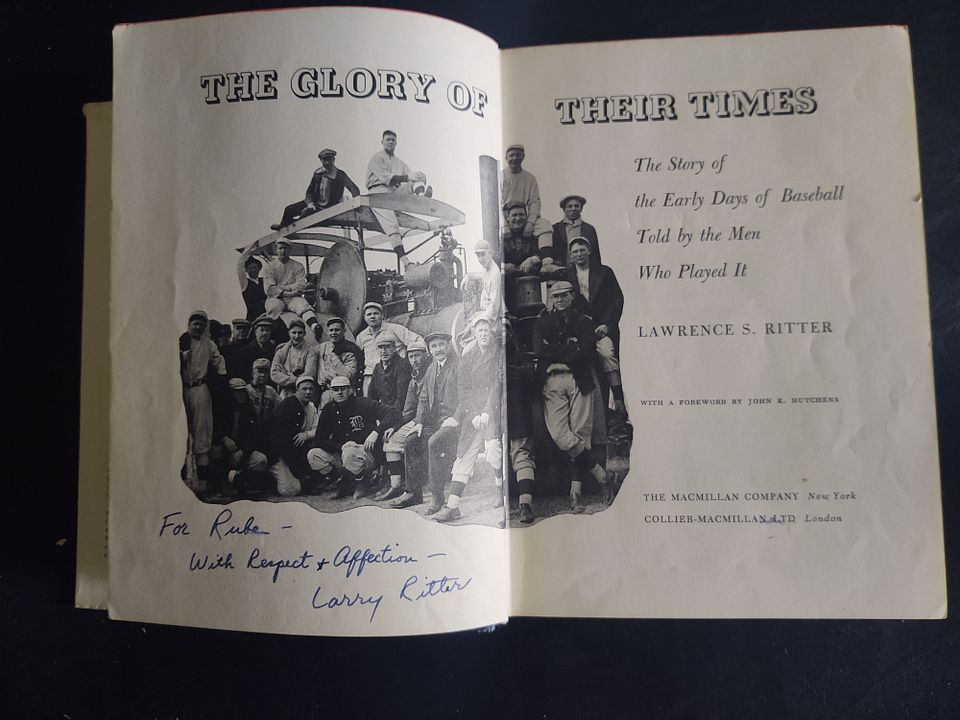 THE GLORY OF THEIR TIMES
The Story of
the Early Days of Baseball
Told by the Men
Who Played It
LAWRENCE S. RITTER
WITH A FOREWORD BY JOHN K. HUTCHENS
THE MACMILLAN COMPANY New York
COLLIER-MACMILLAN LTD London
For Rube –
With Respect + Affection –
Larry Ritter